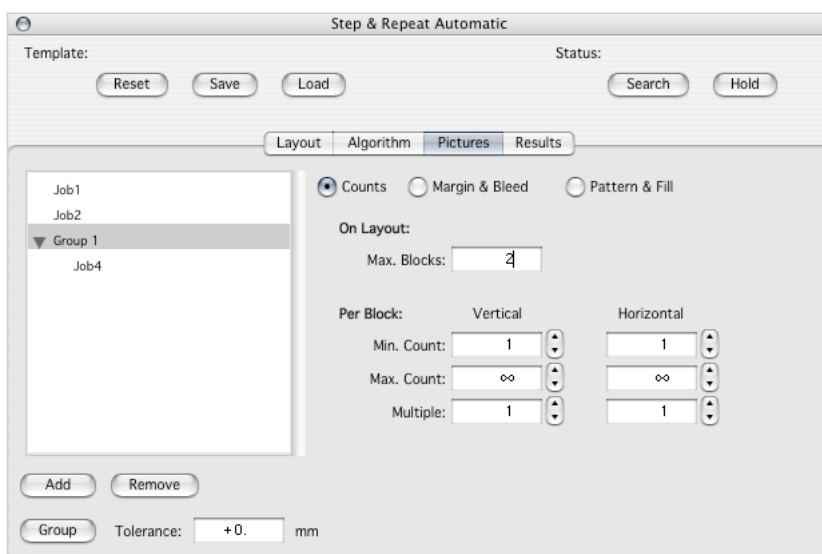 Step & Repeat Automatic
Template: Status:
Reset Save Load Search Hold
Layout Algorithm Pictures Results
Job1
Job2
Group 1
Job4
Counts Margin & Bleed Pattern & Fill
On Layout:
Max. Blocks: 2
Per Block: Vertical Horizontal
Min. Count: 1 1
Max. Count: ∞ ∞
Multiple: 1 1
Add Remove
Group Tolerance: +0. mm